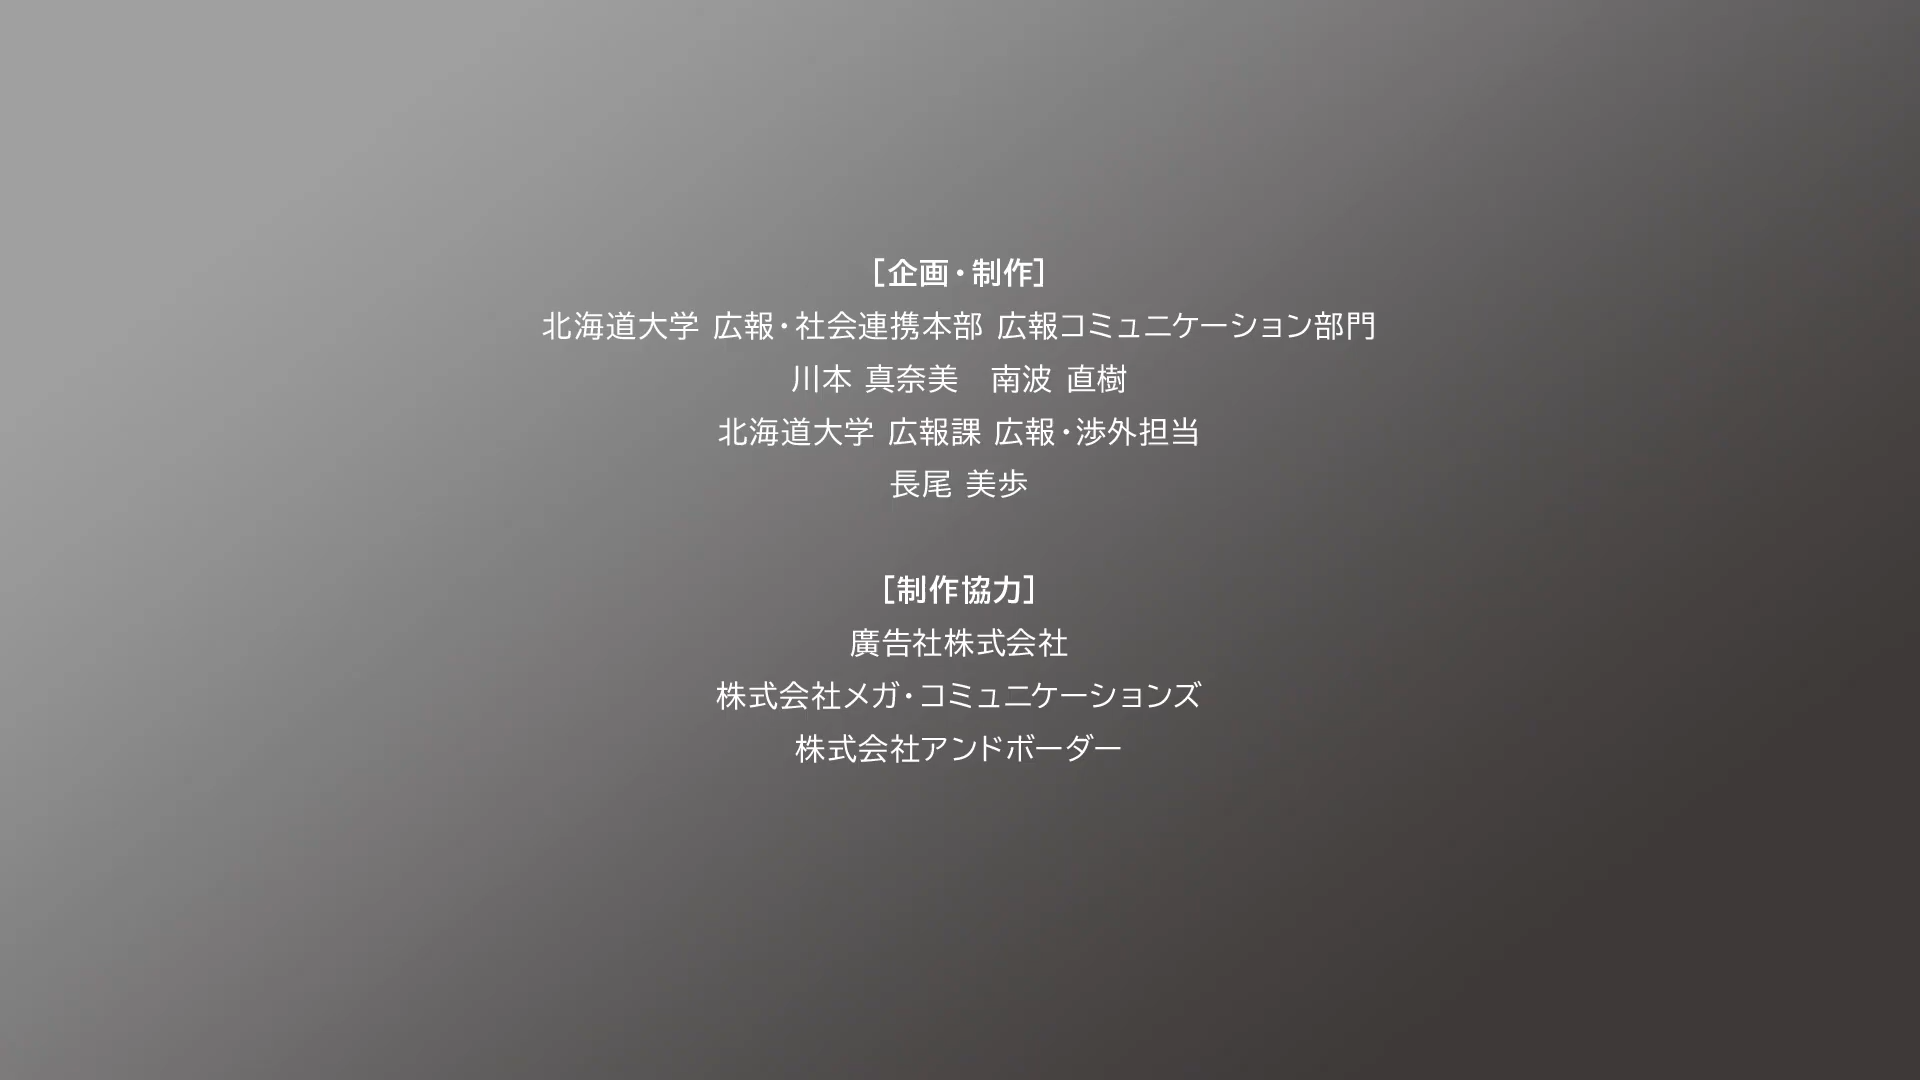 ［企画・制作］
北海道大学 広報・社会連携本部 広報コミュニケーション部門
川本 真奈美　南波 直樹
北海道大学 広報課 広報・渉外担当
長尾 美歩
［制作協力］
廣告社株式会社
株式会社メガ・コミュニケーションズ
株式会社アンドボーダー